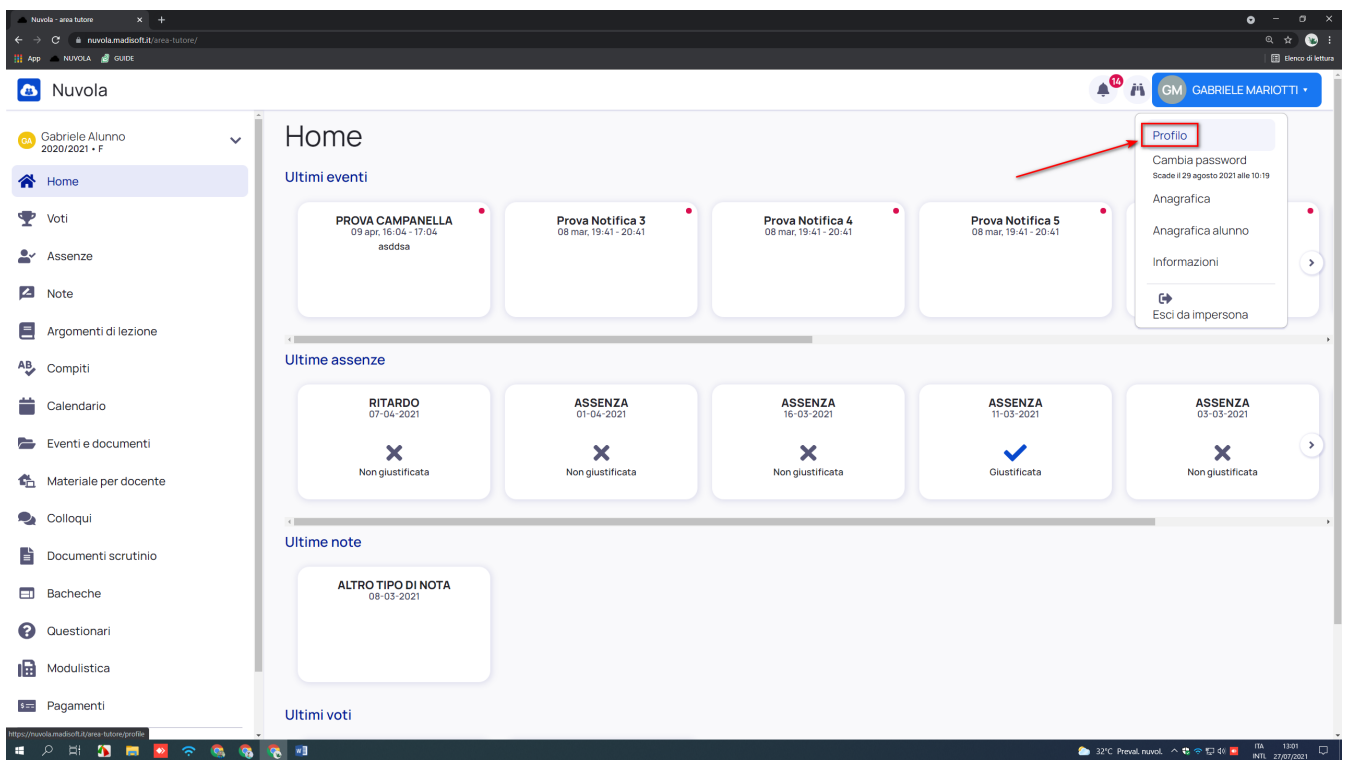 Nuvola - area tutore
nuvola.madisoft.it/area-tutore/
App
NUVOLA
GUIDE
Elenco di lettura
Nuvola
14
GM
GABRIELE MARIOTTI
GA
Gabriele Alunno
2020/2021 • F
Home
Voti
Assenze
Note
Argomenti di lezione
AB
Compiti
Calendario
Eventi e documenti
Materiale per docente
Colloqui
Documenti scrutinio
Bacheche
Questionari
Modulistica
Pagamenti
https://nuvola.madisoft.it/area-tutore/profile
Home
Ultimi eventi
PROVA CAMPANELLA
09 apr, 16:04 - 17:04
asddsa
Prova Notifica 3
08 mar, 19:41 - 20:41
Prova Notifica 4
08 mar, 19:41 - 20:41
Prova Notifica 5
08 mar, 19:41 - 20:41
Profilo
Cambia password
Scade il 29 agosto 2021 alle 10:19
Anagrafica
Anagrafica alunno
Informazioni
Esci da impersona
Ultime assenze
RITARDO
07-04-2021
Non giustificata
ASSENZA
01-04-2021
Non giustificata
ASSENZA
16-03-2021
Non giustificata
ASSENZA
11-03-2021
Giustificata
ASSENZA
03-03-2021
Non giustificata
Ultime note
ALTRO TIPO DI NOTA
08-03-2021
Ultimi voti
32°C Preval. nuvol.
ITA
INTL
13:01
27/07/2021